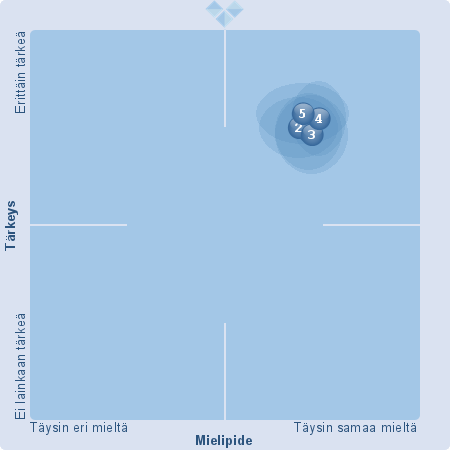 Erittäin tärkeä
5
4
2
3
Tärkeys
Ei lainkaan tärkeä
Täysin eri mieltä
Täysin samaa mieltä
Mielipide